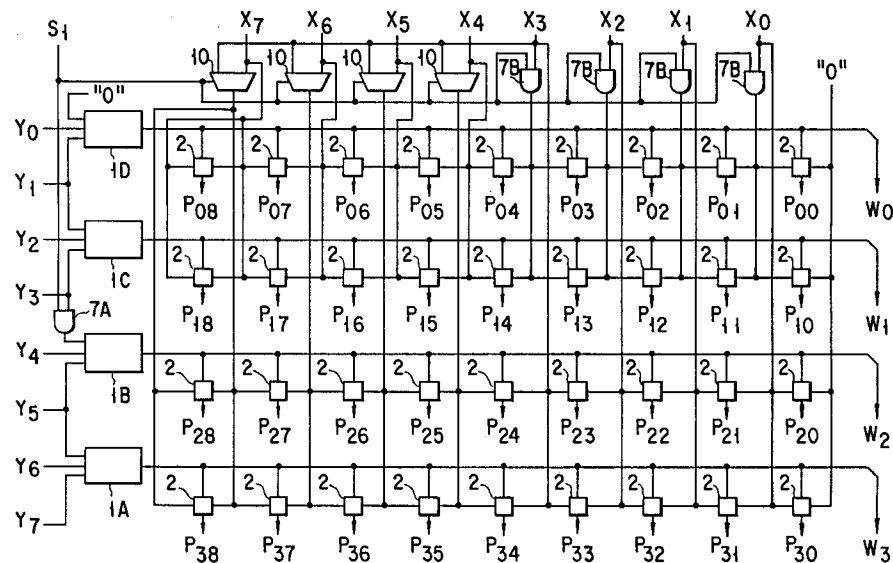 S₁ X₇ X₆ X₅ X₄ X₃ X₂ X₁ X₀
10 10 10 10 7B 7B 7B 7B "0"
"0"
Y₀ 2 2 2 2 2 2 2 2 2
1D
Y₁ P₀₈ P₀₇ P₀₆ P₀₅ P₀₄ P₀₃ P₀₂ P₀₁ P₀₀ W₀
Y₂ 2 2 2 2 2 2 2 2 2
1C
Y₃ 7A P₁₈ P₁₇ P₁₆ P₁₅ P₁₄ P₁₃ P₁₂ P₁₁ P₁₀ W₁
Y₄ 2 2 2 2 2 2 2 2 2
1B
Y₅ P₂₈ P₂₇ P₂₆ P₂₅ P₂₄ P₂₃ P₂₂ P₂₁ P₂₀ W₂
Y₆ 2 2 2 2 2 2 2 2 2
1A
Y₇ P₃₈ P₃₇ P₃₆ P₃₅ P₃₄ P₃₃ P₃₂ P₃₁ P₃₀ W₃